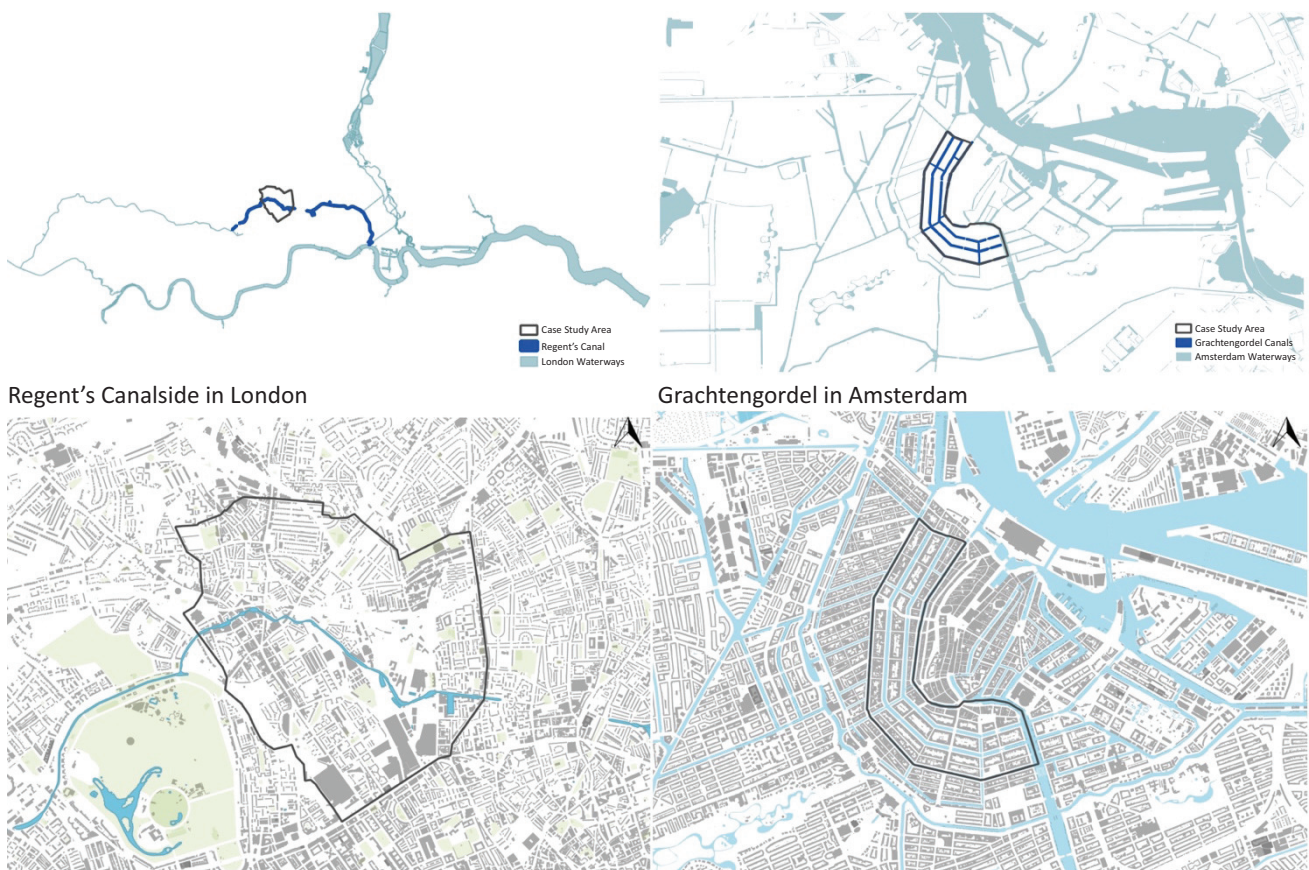 Case Study Area
Regent's Canal
London Waterways
Case Study Area
Grachtengordel Canals
Amsterdam Waterways
Regent's Canalside in London
Grachtengordel in Amsterdam